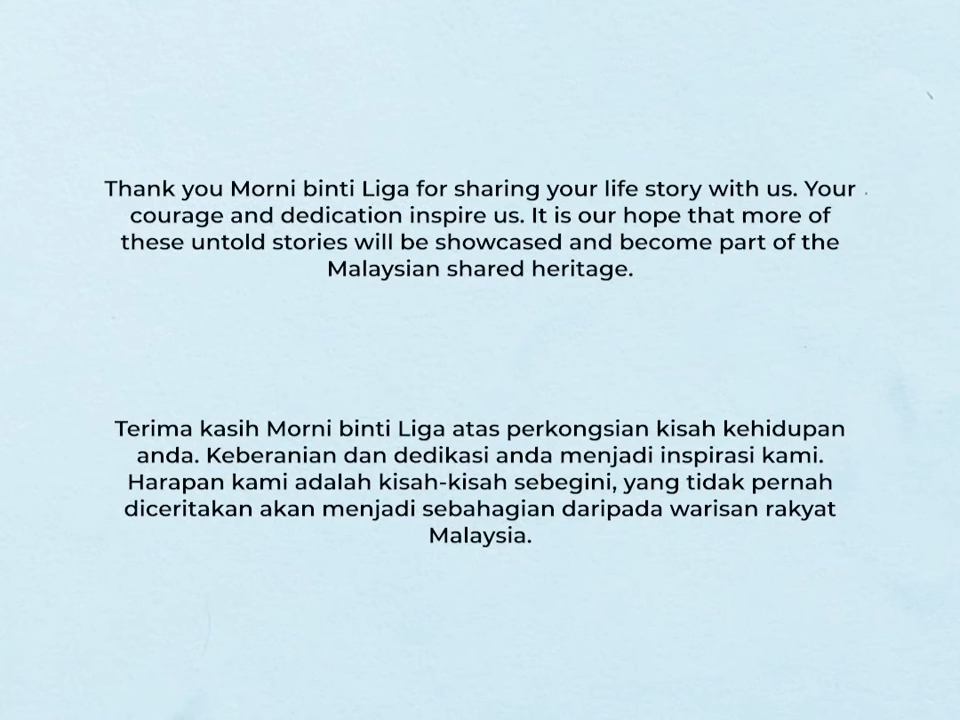 Thank you Morni binti Liga for sharing your life story with us. Your
courage and dedication inspire us. It is our hope that more of
these untold stories will be showcased and become part of the
Malaysian shared heritage.
Terima kasih Morni binti Liga atas perkongsian kisah kehidupan
anda. Keberanian dan dedikasi anda menjadi inspirasi kami.
Harapan kami adalah kisah-kisah sebegini, yang tidak pernah
diceritakan akan menjadi sebahagian daripada warisan rakyat
Malaysia.